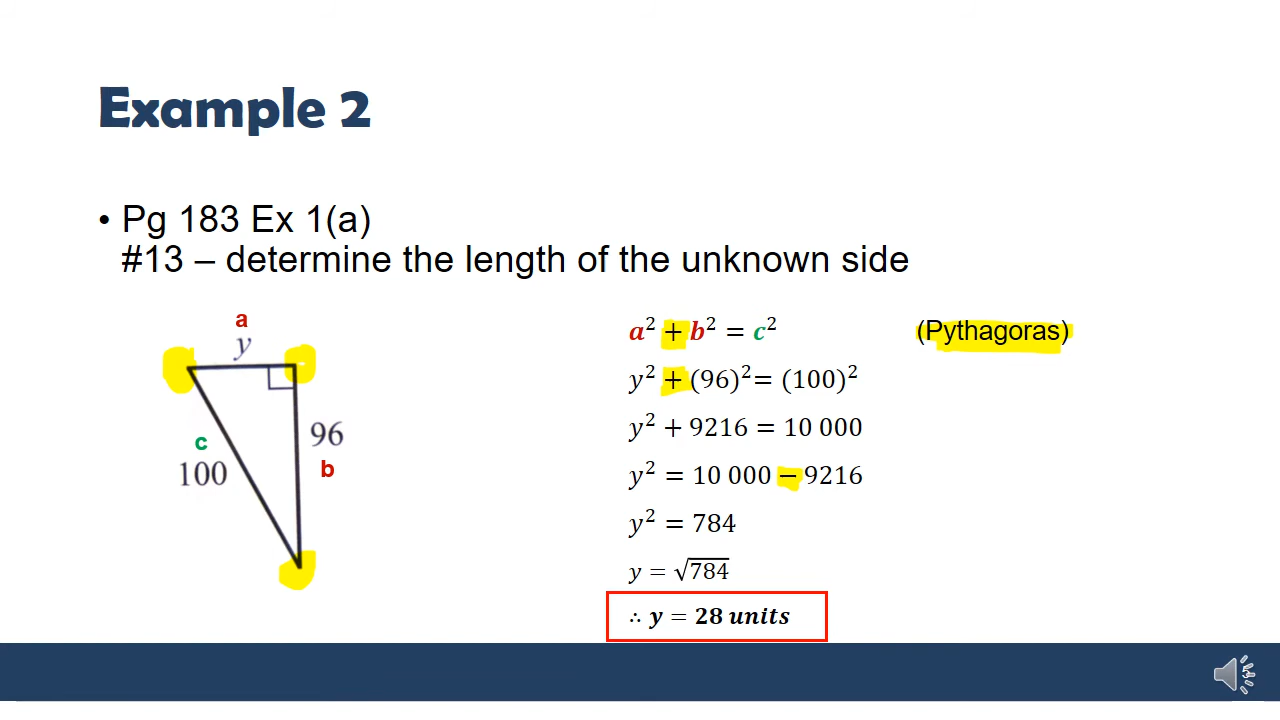 Example 2
• Pg 183 Ex 1(a)
#13 – determine the length of the unknown side
a
y
c
100
96
b
a² + b² = c² (Pythagoras)
y² + (96)² = (100)²
y² + 9216 = 10 000
y² = 10 000 − 9216
y² = 784
y = √784
∴ y = 28 units